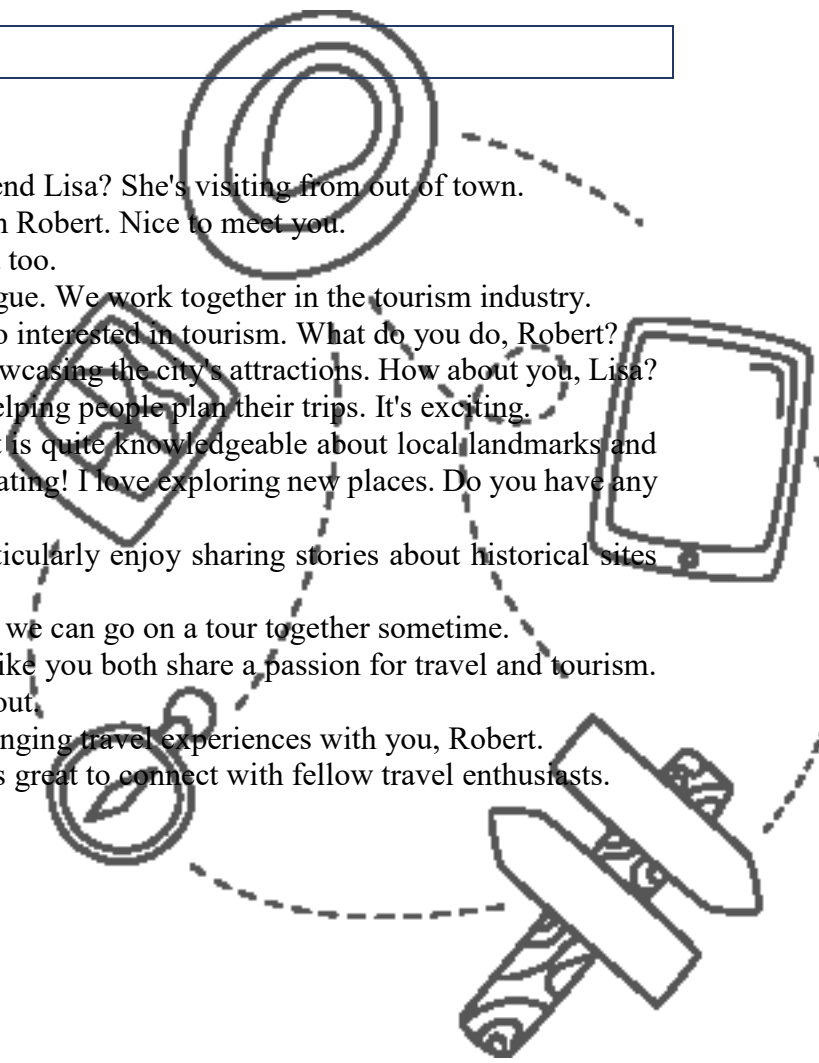 end Lisa? She's visiting from out of town.
n Robert. Nice to meet you.
too.
gue. We work together in the tourism industry.
o interested in tourism. What do you do, Robert?
wcasing the city's attractions. How about you, Lisa?
elping people plan their trips. It's exciting.
t is quite knowledgeable about local landmarks and
ating! I love exploring new places. Do you have any
ticularly enjoy sharing stories about historical sites
we can go on a tour together sometime.
ike you both share a passion for travel and tourism.
out.
nging travel experiences with you, Robert.
s great to connect with fellow travel enthusiasts.